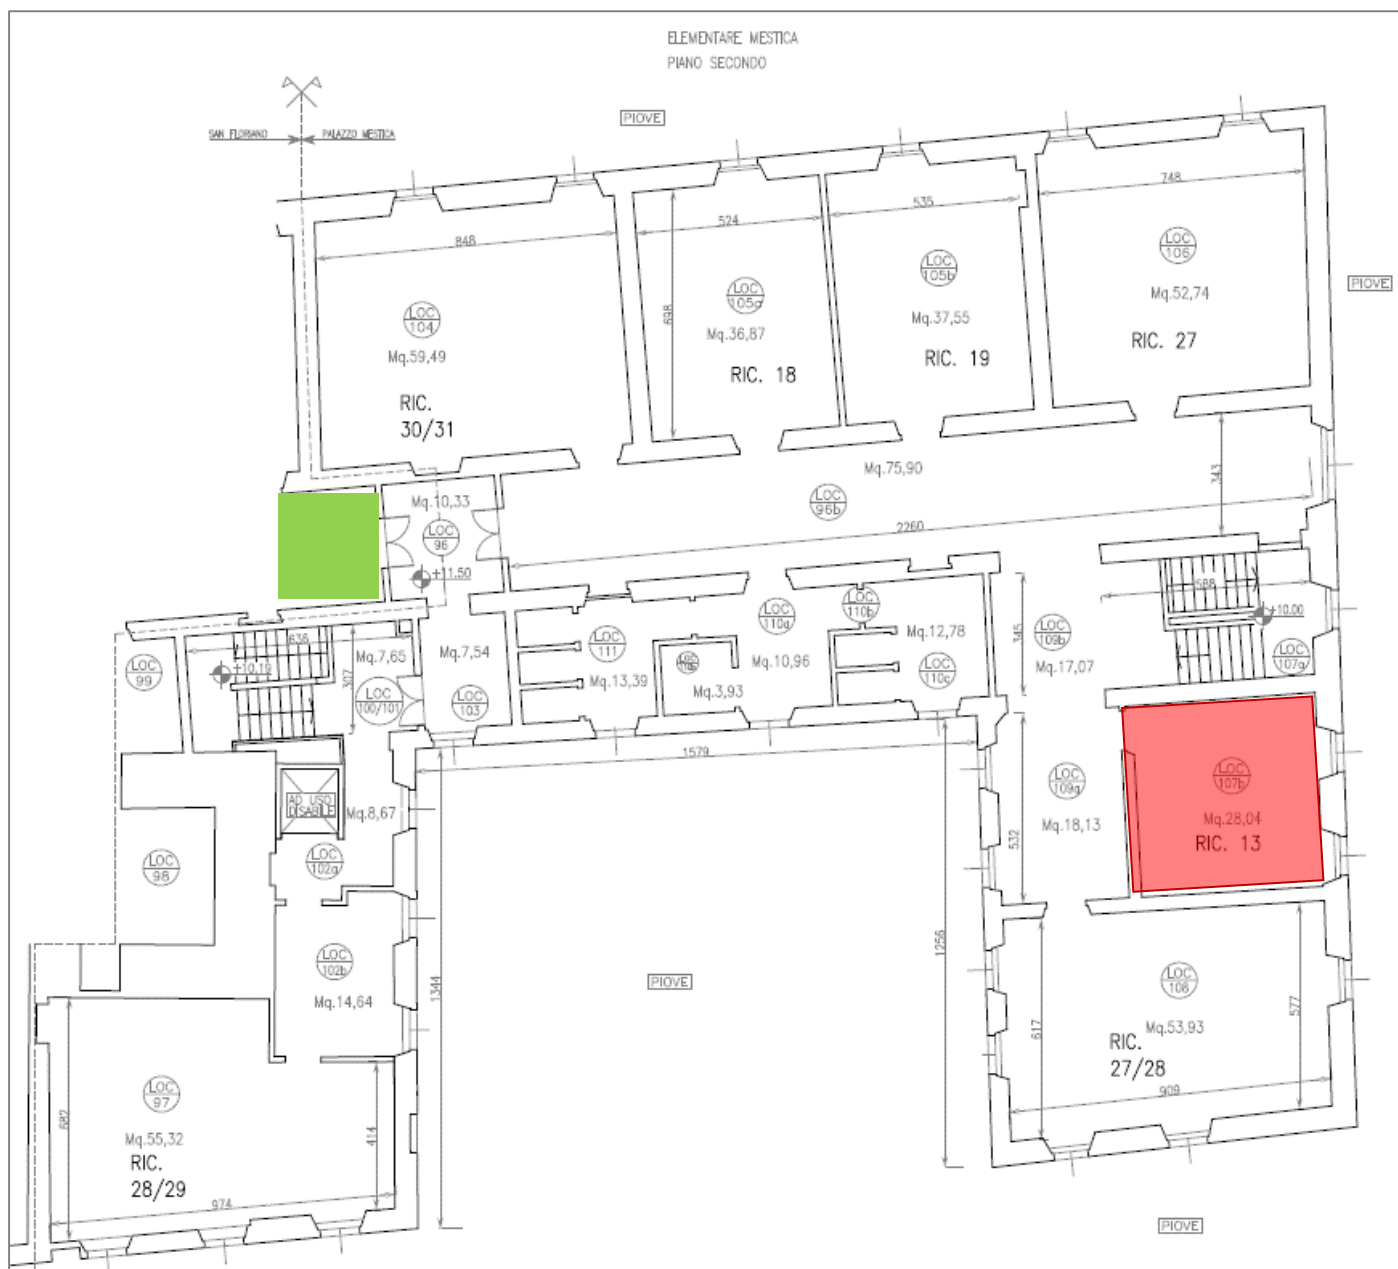 ELEMENTARE MESTICA
PIANO SECONDO
PIOVE
SAN FLORIANO
PALAZZO MESTICA
848
524
535
748
LOC
104
Mq.59,49
RIC.
30/31
698
LOC
105a
Mq.36,87
RIC. 18
LOC
105b
Mq.37,55
RIC. 19
LOC
106
Mq.52,74
RIC. 27
PIOVE
Mq.10,33
LOC
96
+11.50
Mq.75,90
LOC
96b
2260
343
588
+10.00
LOC
107a
636
+10.19
LOC
99
307
Mq.7,65
LOC
100/101
Mq.7,54
LOC
103
LOC
111
Mq.13,39
Mq.3,93
LOC
110a
Mq.10,96
LOC
110b
Mq.12,78
LOC
110c
345
LOC
109b
Mq.17,07
1579
AD USO
DISABILE
Mq.8,67
LOC
102a
LOC
98
LOC
109a
Mq.18,13
532
LOC
107b
Mq.28,04
RIC. 13
LOC
102b
Mq.14,64
1344
PIOVE
1256
LOC
108
Mq.53,93
RIC.
27/28
617
577
909
LOC
97
Mq.55,32
RIC.
28/29
682
414
974
PIOVE